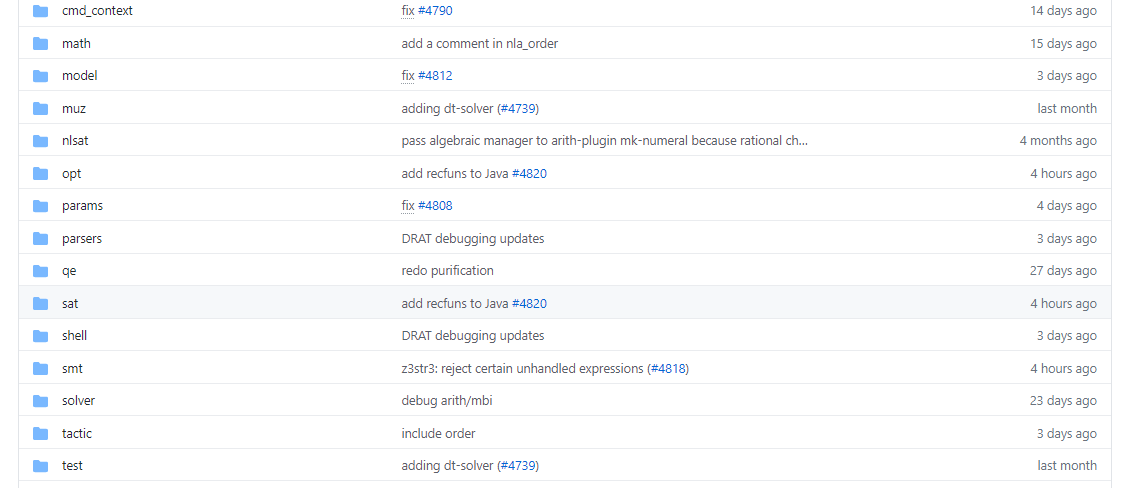 cmd_context fix #4790 14 days ago
math add a comment in nla_order 15 days ago
model fix #4812 3 days ago
muz adding dt-solver (#4739) last month
nlsat pass algebraic manager to arith-plugin mk-numeral because rational ch... 4 months ago
opt add recfuns to Java #4820 4 hours ago
params fix #4808 4 days ago
parsers DRAT debugging updates 3 days ago
qe redo purification 27 days ago
sat add recfuns to Java #4820 4 hours ago
shell DRAT debugging updates 3 days ago
smt z3str3: reject certain unhandled expressions (#4818) 4 hours ago
solver debug arith/mbi 23 days ago
tactic include order 3 days ago
test adding dt-solver (#4739) last month